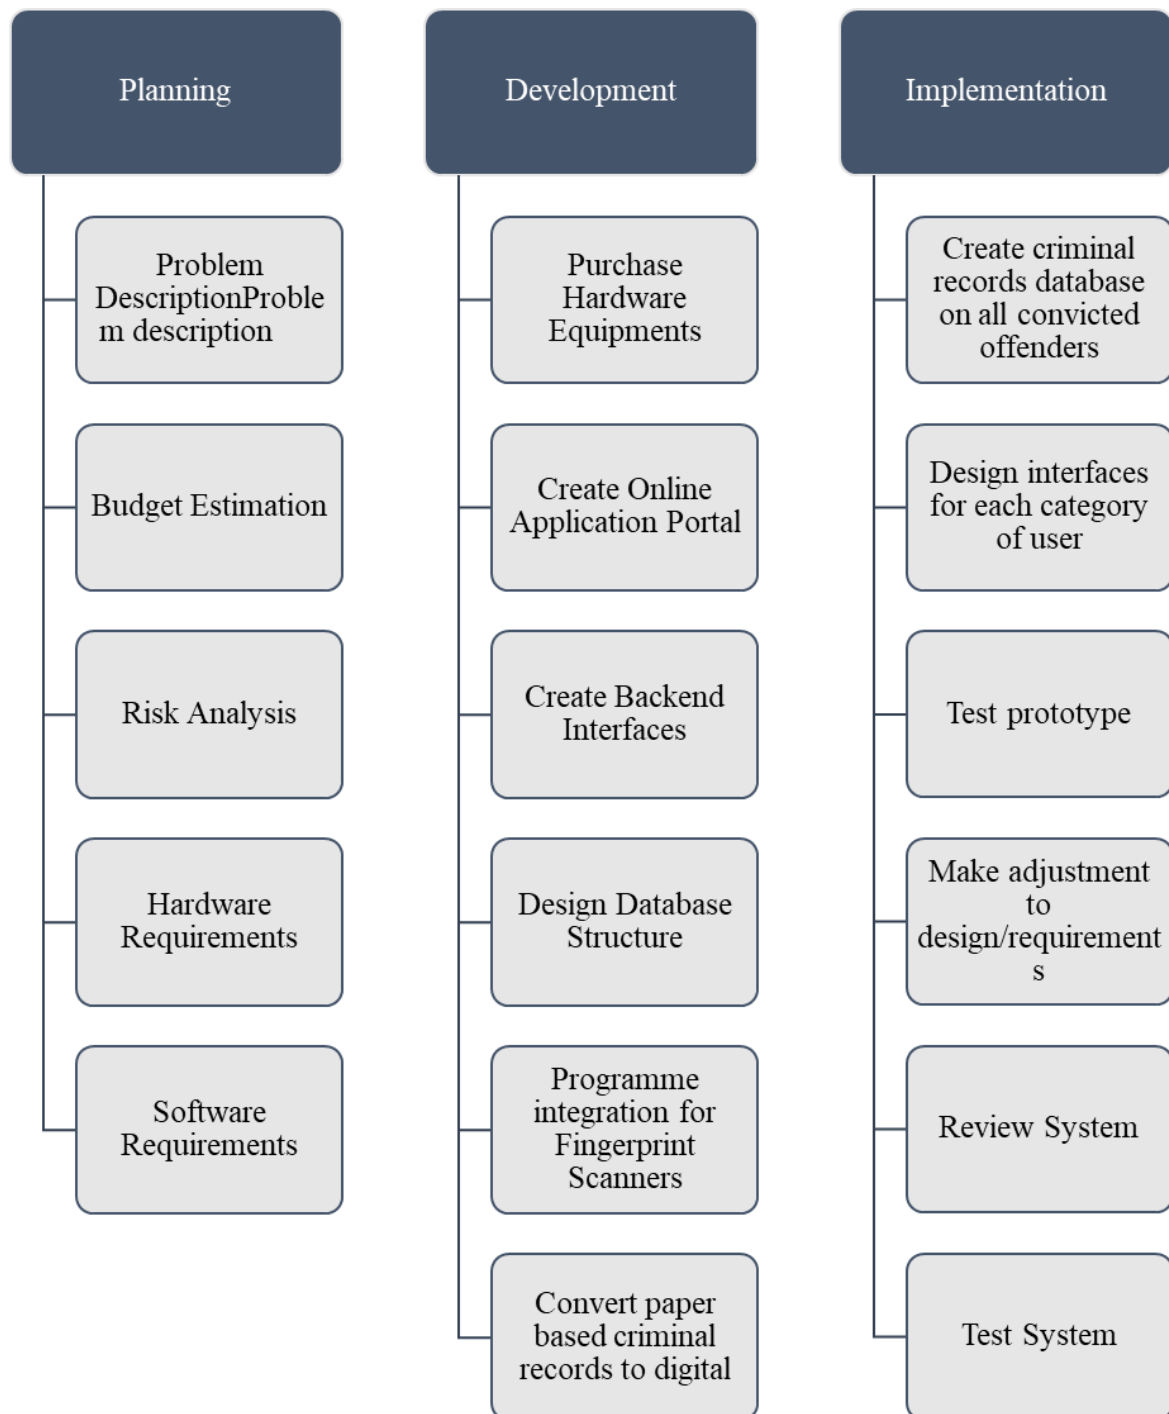 Planning
Problem
DescriptionProble
m description
Budget Estimation
Risk Analysis
Hardware
Requirements
Software
Requirements
Development
Purchase
Hardware
Equipments
Create Online
Application Portal
Create Backend
Interfaces
Design Database
Structure
Programme
integration for
Fingerprint
Scanners
Convert paper
based criminal
records to digital
Implementation
Create criminal
records database
on all convicted
offenders
Design interfaces
for each category
of user
Test prototype
Make adjustment
to
design/requirement
s
Review System
Test System